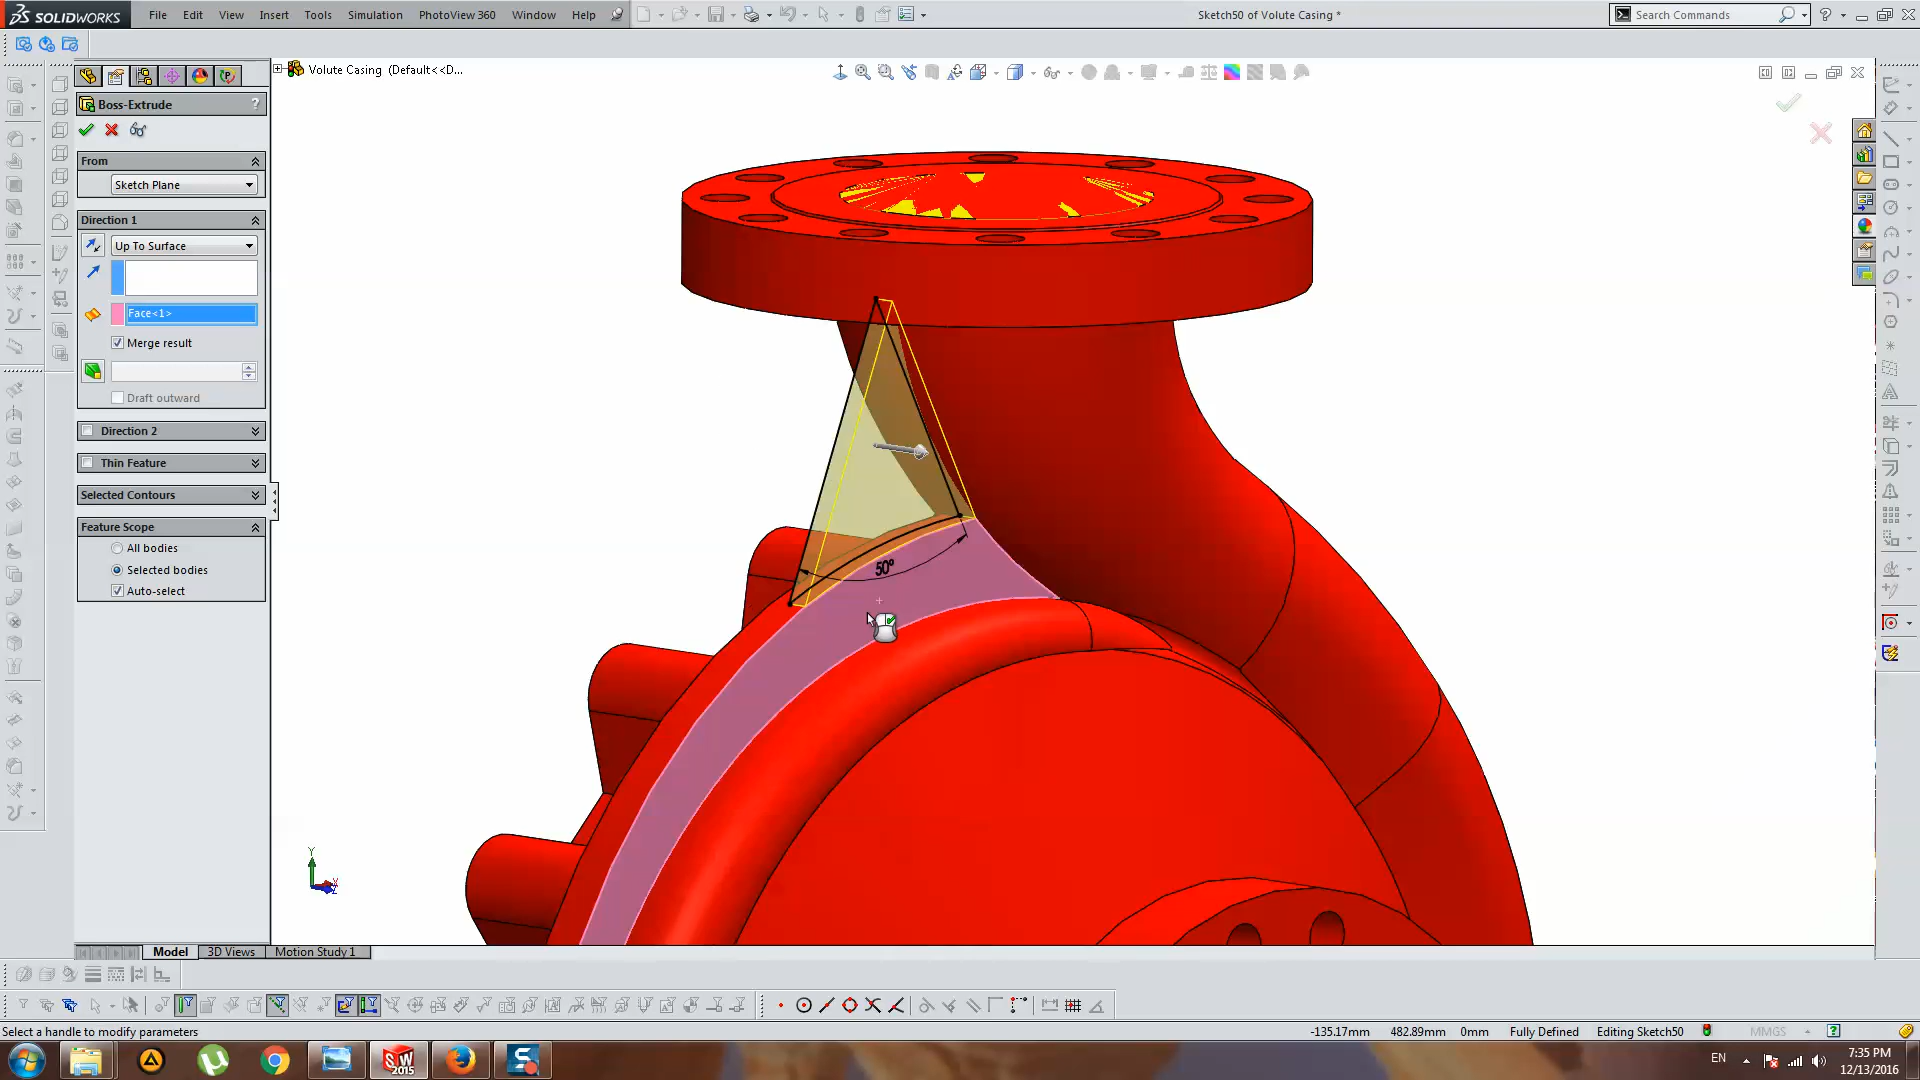 SOLIDWORKS File Edit View Insert Tools Simulation PhotoView 360 Window Help Sketch50 of Volute Casing * Search Commands
Volute Casing (Default<<D...
Boss-Extrude ?
From
Sketch Plane
Direction 1
Up To Surface
Face<1>
Merge result
Draft outward
Direction 2
Thin Feature
Selected Contours
Feature Scope
All bodies
Selected bodies
Auto-select
50°
Y
Model 3D Views Motion Study 1
Select a handle to modify parameters -135.17mm 482.89mm 0mm Fully Defined Editing Sketch50 MMGS
SW 2015 S EN 7:35 PM
12/13/2016